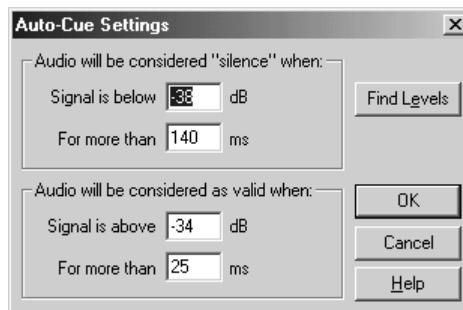 Auto-Cue Settings
Audio will be considered "silence" when:
Signal is below -38 dB
For more than 140 ms
Find Levels
Audio will be considered as valid when:
Signal is above -34 dB
For more than 25 ms
OK
Cancel
Help